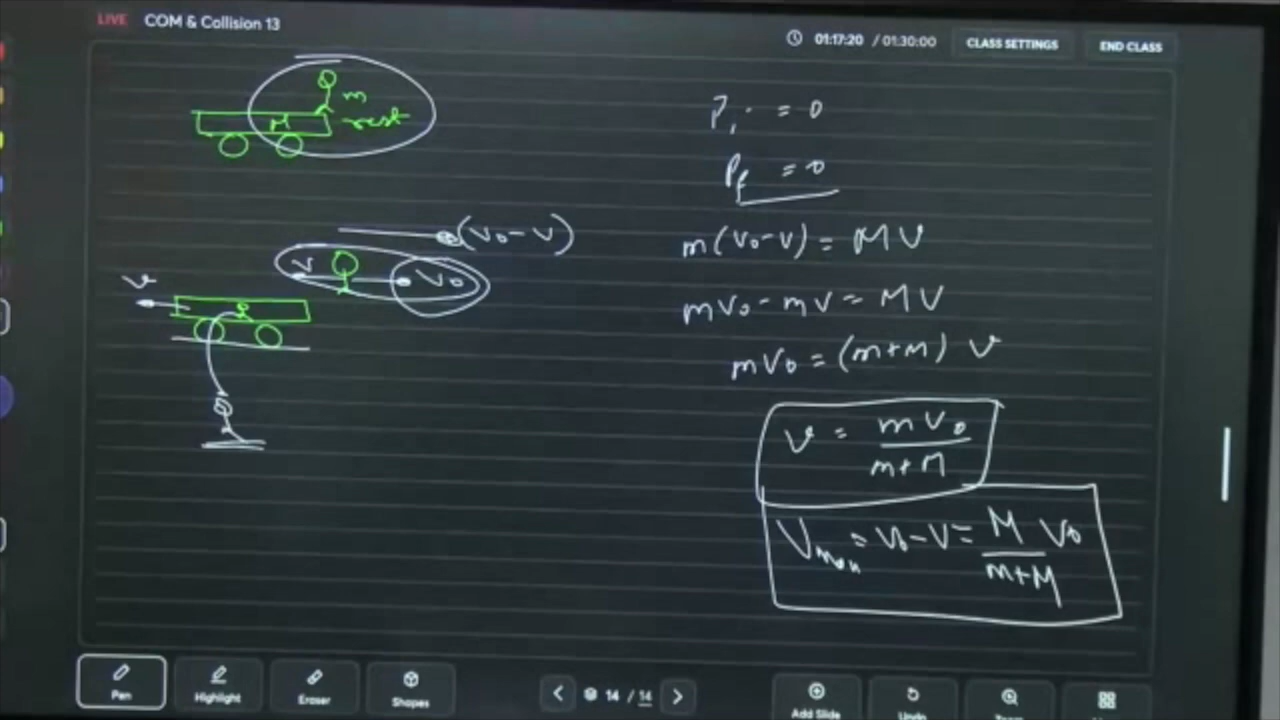 LIVE COM & Collision 13
01:17:20 / 01:30:00 CLASS SETTINGS END CLASS
m
M rest
Pi = 0
Pf = 0
(V0 - V)
m(V0 - V) = MV
v V0
v
mV0 - mV = MV
mV0 = (m+M) V
V = mV0 / m+M
Vman = V0 - V = M / m+M V0
Pen Highlight Eraser Shapes 14 / 14 Add Slide Undo Zoom